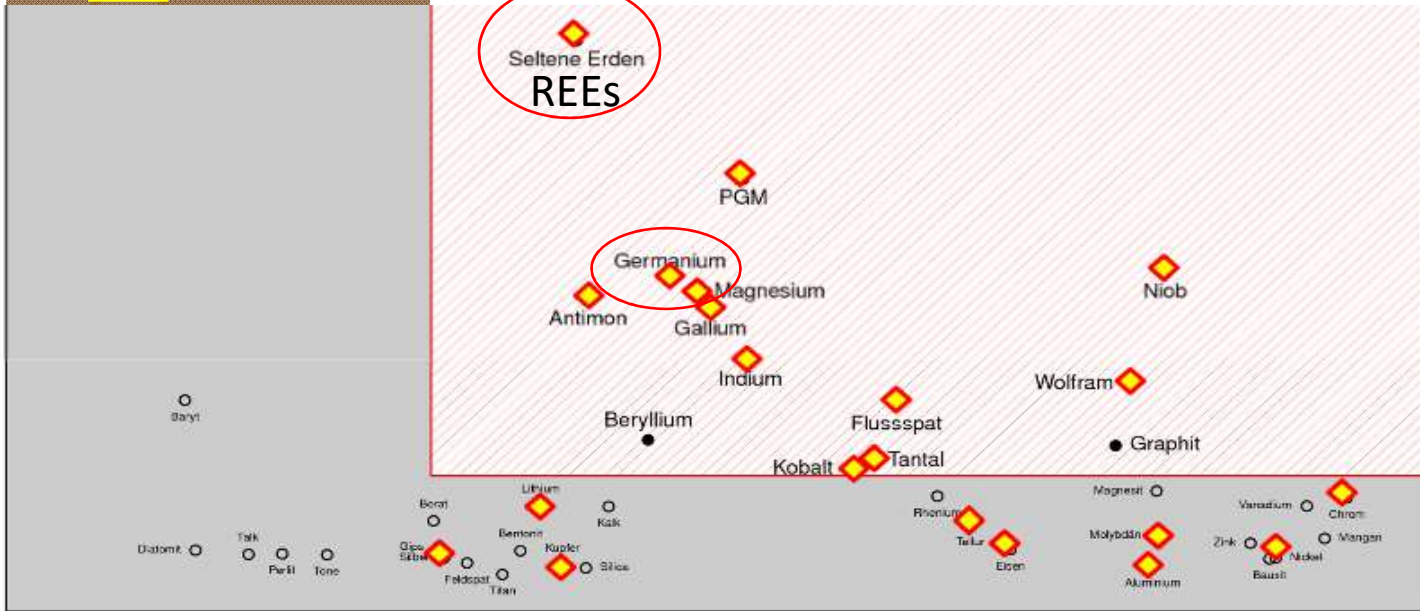 Seltene Erden
REEs
PGM
Germanium
Magnesium
Niob
Antimon
Gallium
Indium
Wolfram
Baryt
Beryllium
Flussspat
Graphit
Kobalt
Tantal
Lithium
Magnesit
Borat
Kalk
Rhenium
Vanadium
Chrom
Bentonit
Molybdän
Mangan
Talk
Diatomit
Gips
Kupfer
Tellur
Zink
Silber
Nickel
Perlit
Tone
Feldspat
Silica
Eisen
Bauxit
Titan
Aluminium